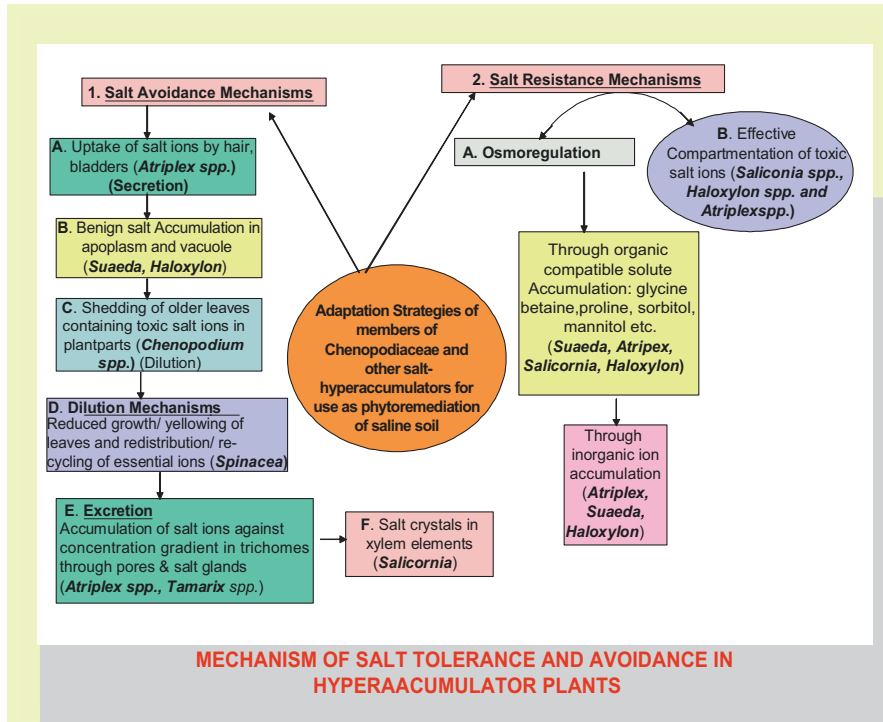 1. Salt Avoidance Mechanisms
A. Uptake of salt ions by hair,
bladders (Atriplex spp.)
(Secretion)
B. Benign salt Accumulation in
apoplasm and vacuole
(Suaeda, Haloxylon)
C. Shedding of older leaves
containing toxic salt ions in
plantparts (Chenopodium
spp.) (Dilution)
D. Dilution Mechanisms
Reduced growth/ yellowing of
leaves and redistribution/ re-
cycling of essential ions (Spinacea)
E. Excretion
Accumulation of salt ions against
concentration gradient in trichomes
through pores & salt glands
(Atriplex spp., Tamarix spp.)
F. Salt crystals in
xylem elements
(Salicornia)
Adaptation Strategies of
members of
Chenopodiaceae and
other salt-
hyperaccumulators for
use as phytoremediation
of saline soil
2. Salt Resistance Mechanisms
A. Osmoregulation
Through organic
compatible solute
Accumulation: glycine
betaine,proline, sorbitol,
mannitol etc.
(Suaeda, Atripex,
Salicornia, Haloxylon)
Through
inorganic ion
accumulation
(Atriplex,
Suaeda,
Haloxylon)
B. Effective
Compartmentation of toxic
salt ions (Saliconia spp.,
Haloxylon spp. and
Atriplexspp.)
MECHANISM OF SALT TOLERANCE AND AVOIDANCE IN
HYPERAACUMULATOR PLANTS